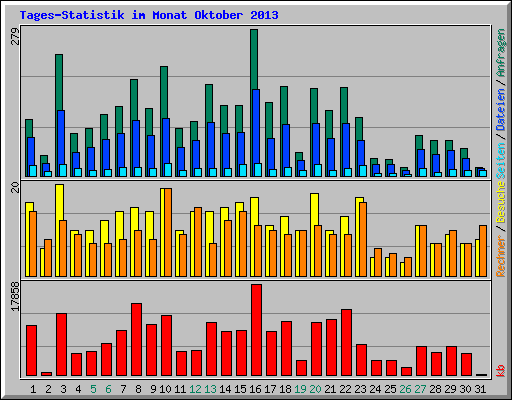 Tages-Statistik im Monat Oktober 2013
279
20
17858
Rechner / Besuche Seiten / Dateien / Anfragen
kb
1 2 3 4 5 6 7 8 9 10 11 12 13 14 15 16 17 18 19 20 21 22 23 24 25 26 27 28 29 30 31